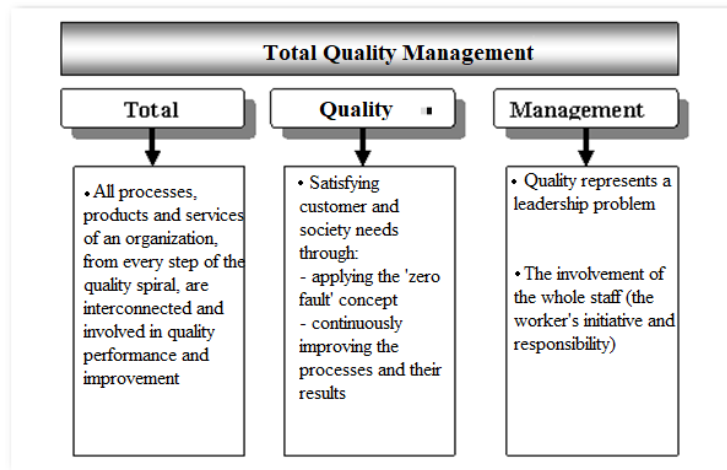 Total Quality Management
Total
Quality
Management
• All processes,
products and services
of an organization,
from every step of the
quality spiral, are
interconnected and
involved in quality
performance and
improvement
• Satisfying
customer and
society needs
through:
- applying the 'zero
fault' concept
- continuously
improving the
processes and their
results
• Quality represents a
leadership problem
• The involvement of
the whole staff (the
worker's initiative and
responsibility)